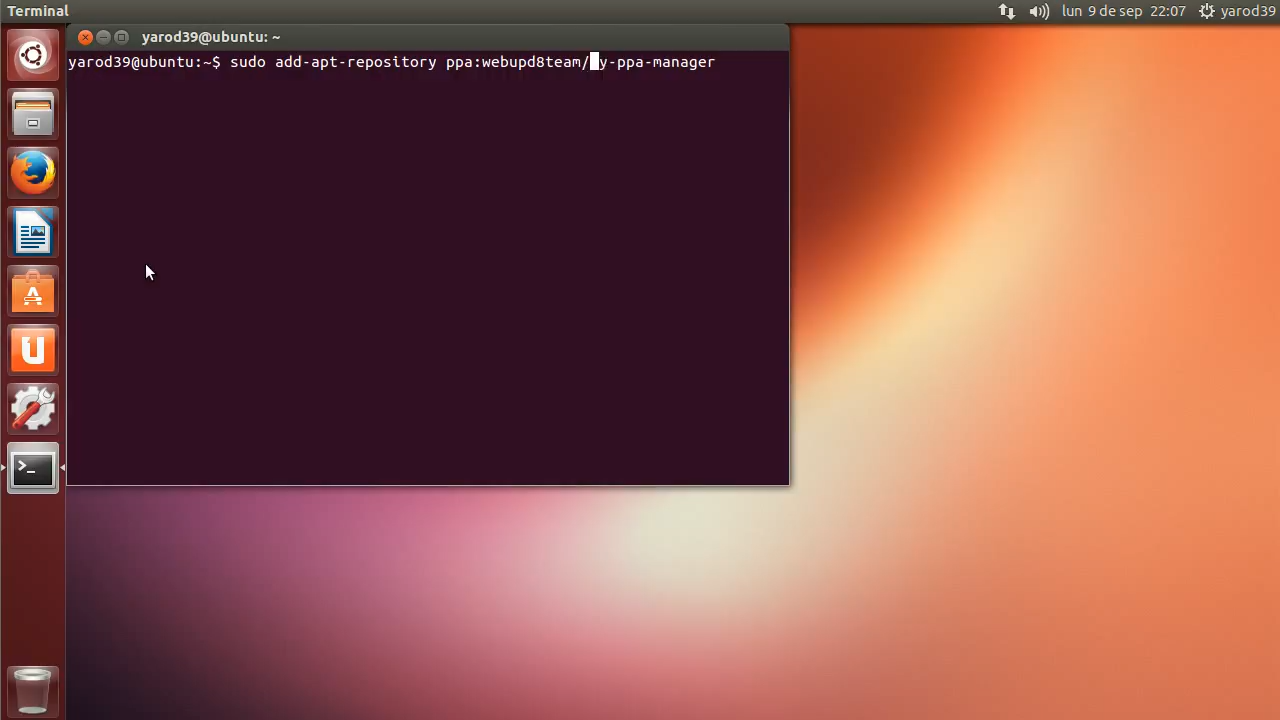 Terminal
lun 9 de sep 22:07 yarod39
yarod39@ubuntu: ~
yarod39@ubuntu:~$ sudo add-apt-repository ppa:webupd8team/ y-ppa-manager